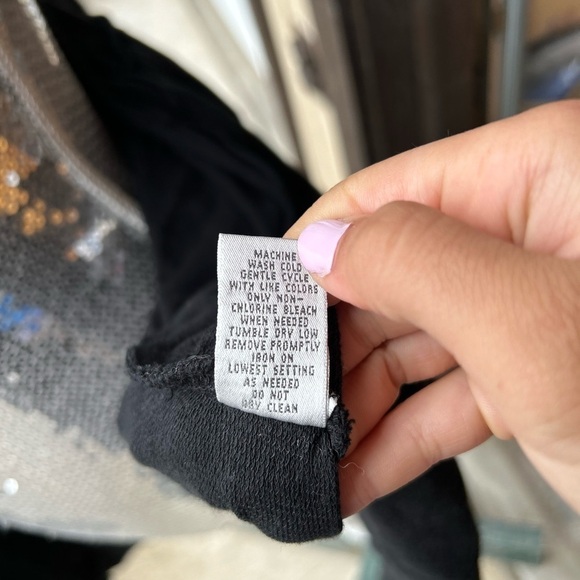 MACHINE
WASH COLD
GENTLE CYCLE
WITH LIKE COLORS
ONLY NON-
CHLORINE BLEACH
WHEN NEEDED
TUMBLE DRY LOW
REMOVE PROMPTLY
IRON ON
LOWEST SETTING
AS NEEDED
DO NOT
DRY CLEAN